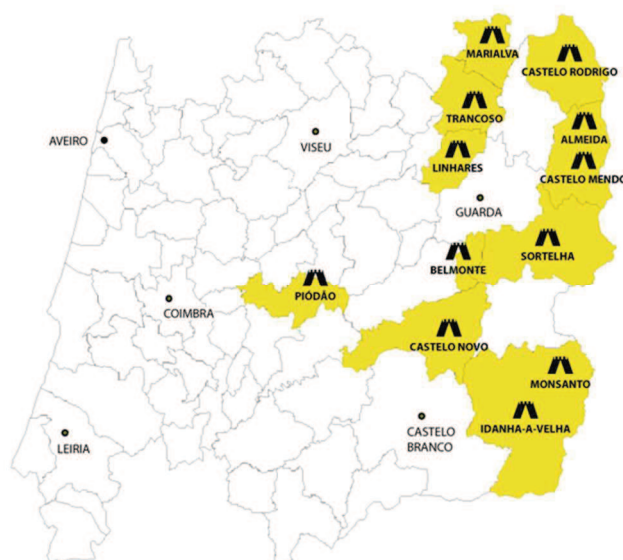 MARIALVA
CASTELO RODRIGO
TRANCOSO
ALMEIDA
AVEIRO
VISEU
LINHARES
CASTELO MENDO
GUARDA
BELMONTE
SORTELHA
PIÓDÃO
COIMBRA
CASTELO NOVO
MONSANTO
IDANHA-A-VELHA
CASTELO
BRANCO
LEIRIA